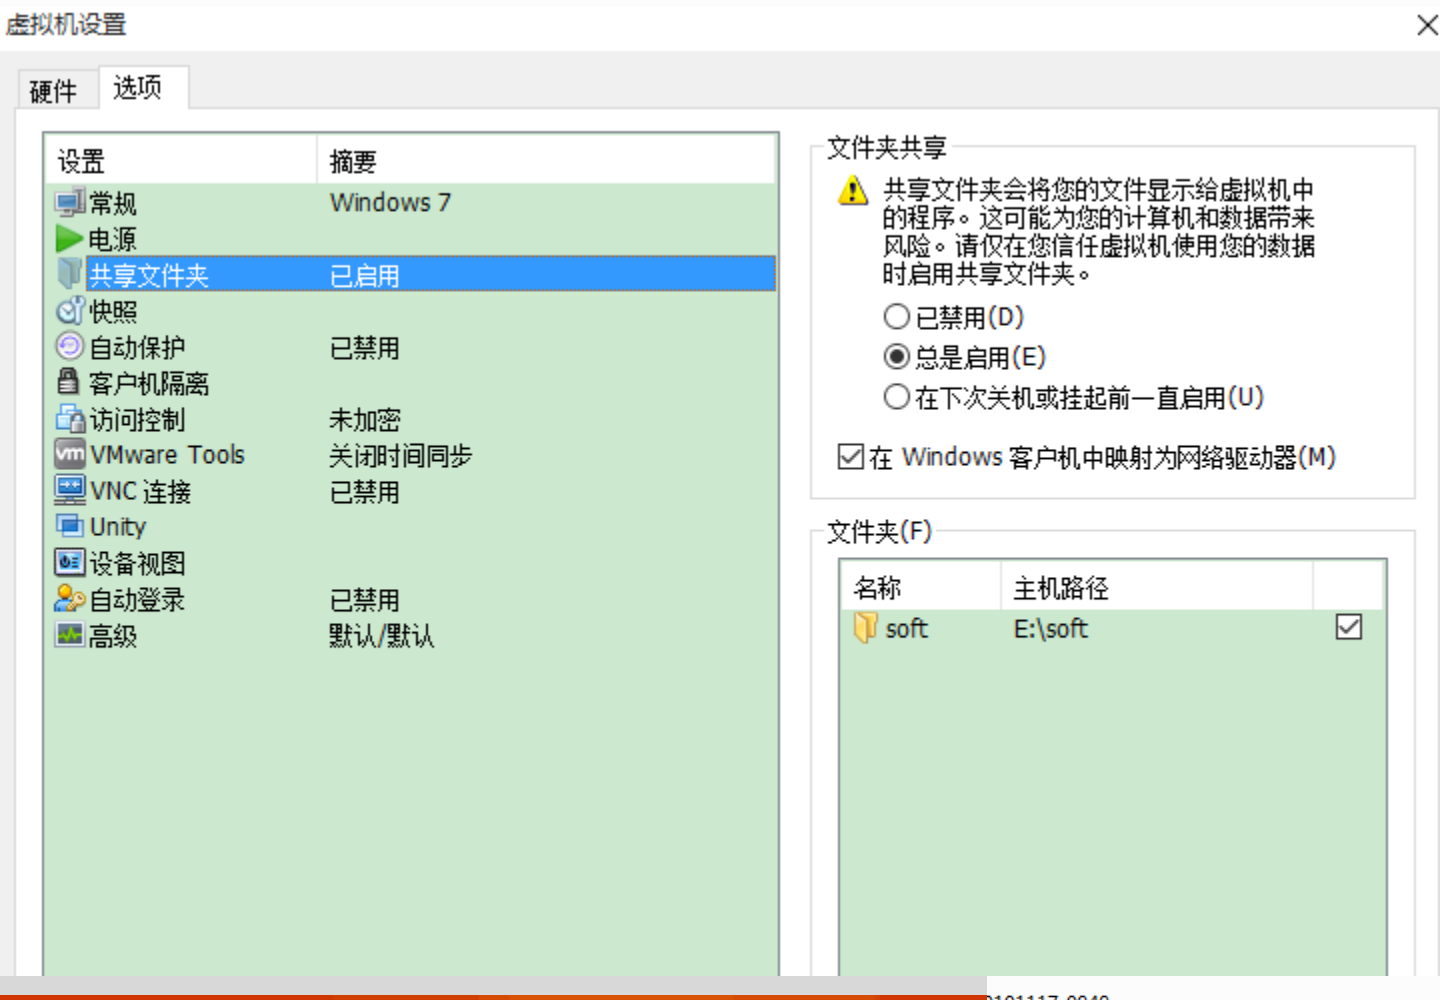 虚拟机设置
硬件 选项
设置 摘要
常规 Windows 7
电源
共享文件夹 已启用
快照
自动保护 已禁用
客户机隔离
访问控制 未加密
VMware Tools 关闭时间同步
VNC 连接 已禁用
Unity
设备视图
自动登录 已禁用
高级 默认/默认
文件夹共享
共享文件夹会将您的文件显示给虚拟机中
的程序。这可能为您的计算机和数据带来
风险。请仅在您信任虚拟机使用您的数据
时启用共享文件夹。
已禁用(D)
总是启用(E)
在下次关机或挂起前一直启用(U)
在 Windows 客户机中映射为网络驱动器(M)
文件夹(F)
名称 主机路径
soft E:\soft